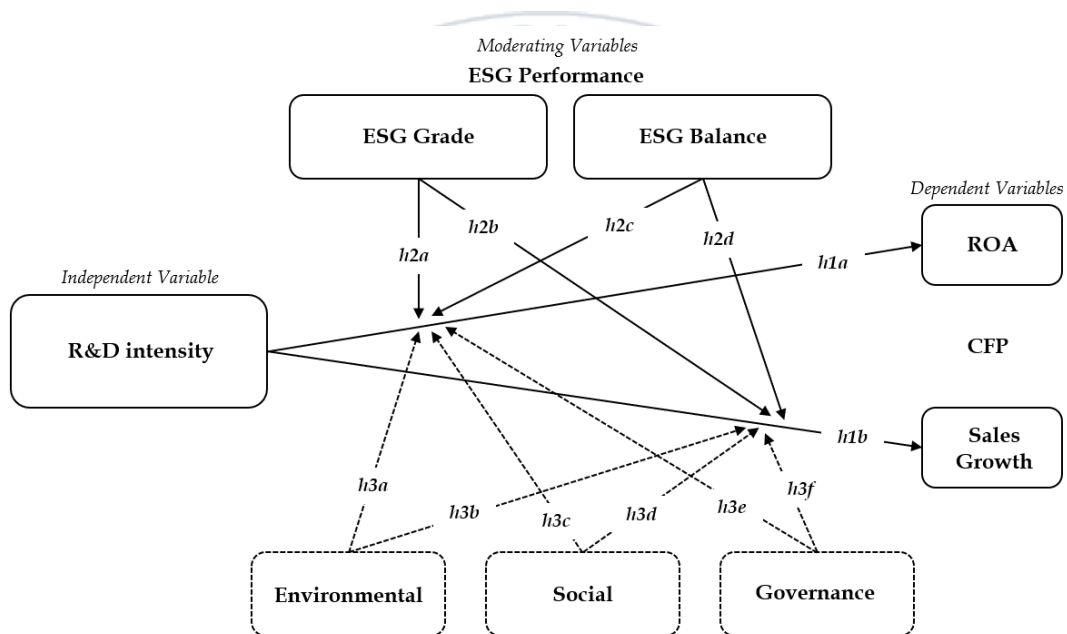 Moderating Variables
ESG Performance
ESG Grade
ESG Balance
Dependent Variables
h2a
h2b
h2c
h2d
h1a
ROA
Independent Variable
R&D intensity
CFP
h1b
Sales
Growth
h3a
h3b
h3c
h3d
h3e
h3f
Environmental
Social
Governance